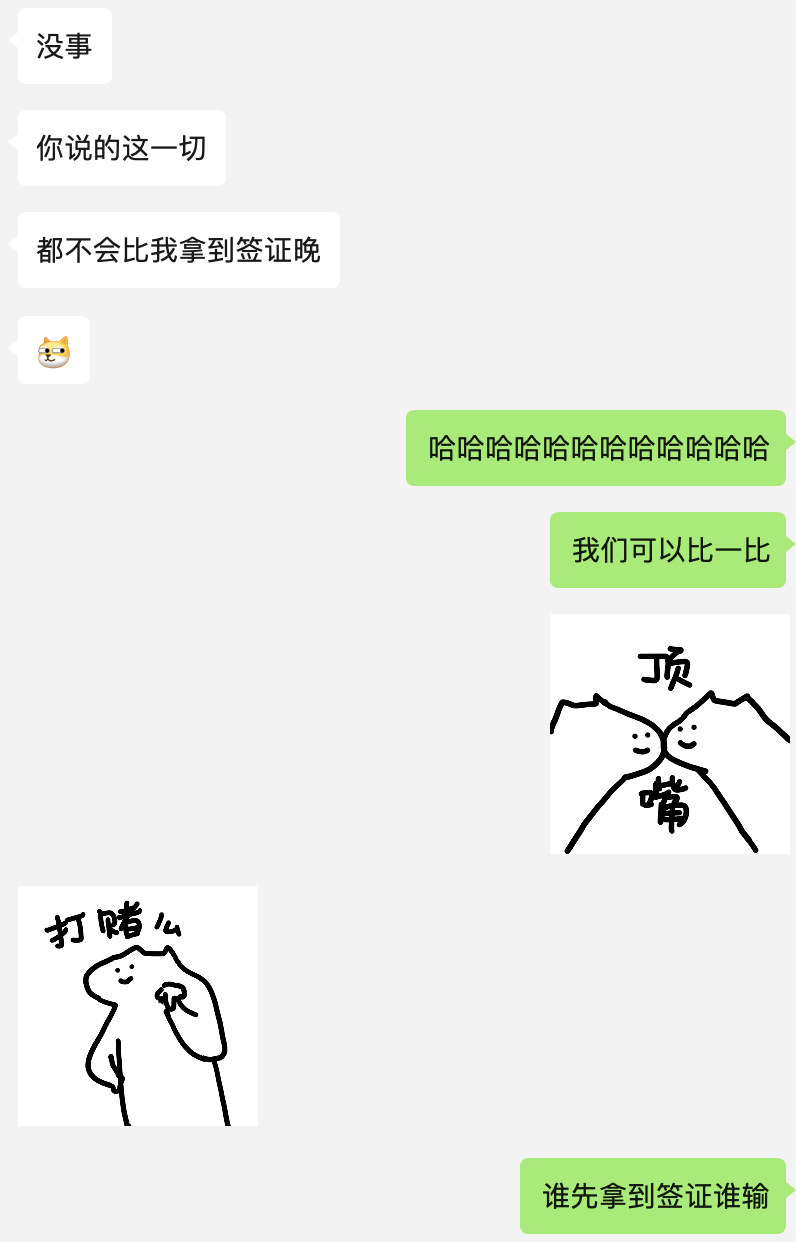 没事
你说的这一切
都不会比我拿到签证晚
哈哈哈哈哈哈哈哈哈哈哈哈
我们可以比一比
顶
嘴
打赌么
谁先拿到签证谁输